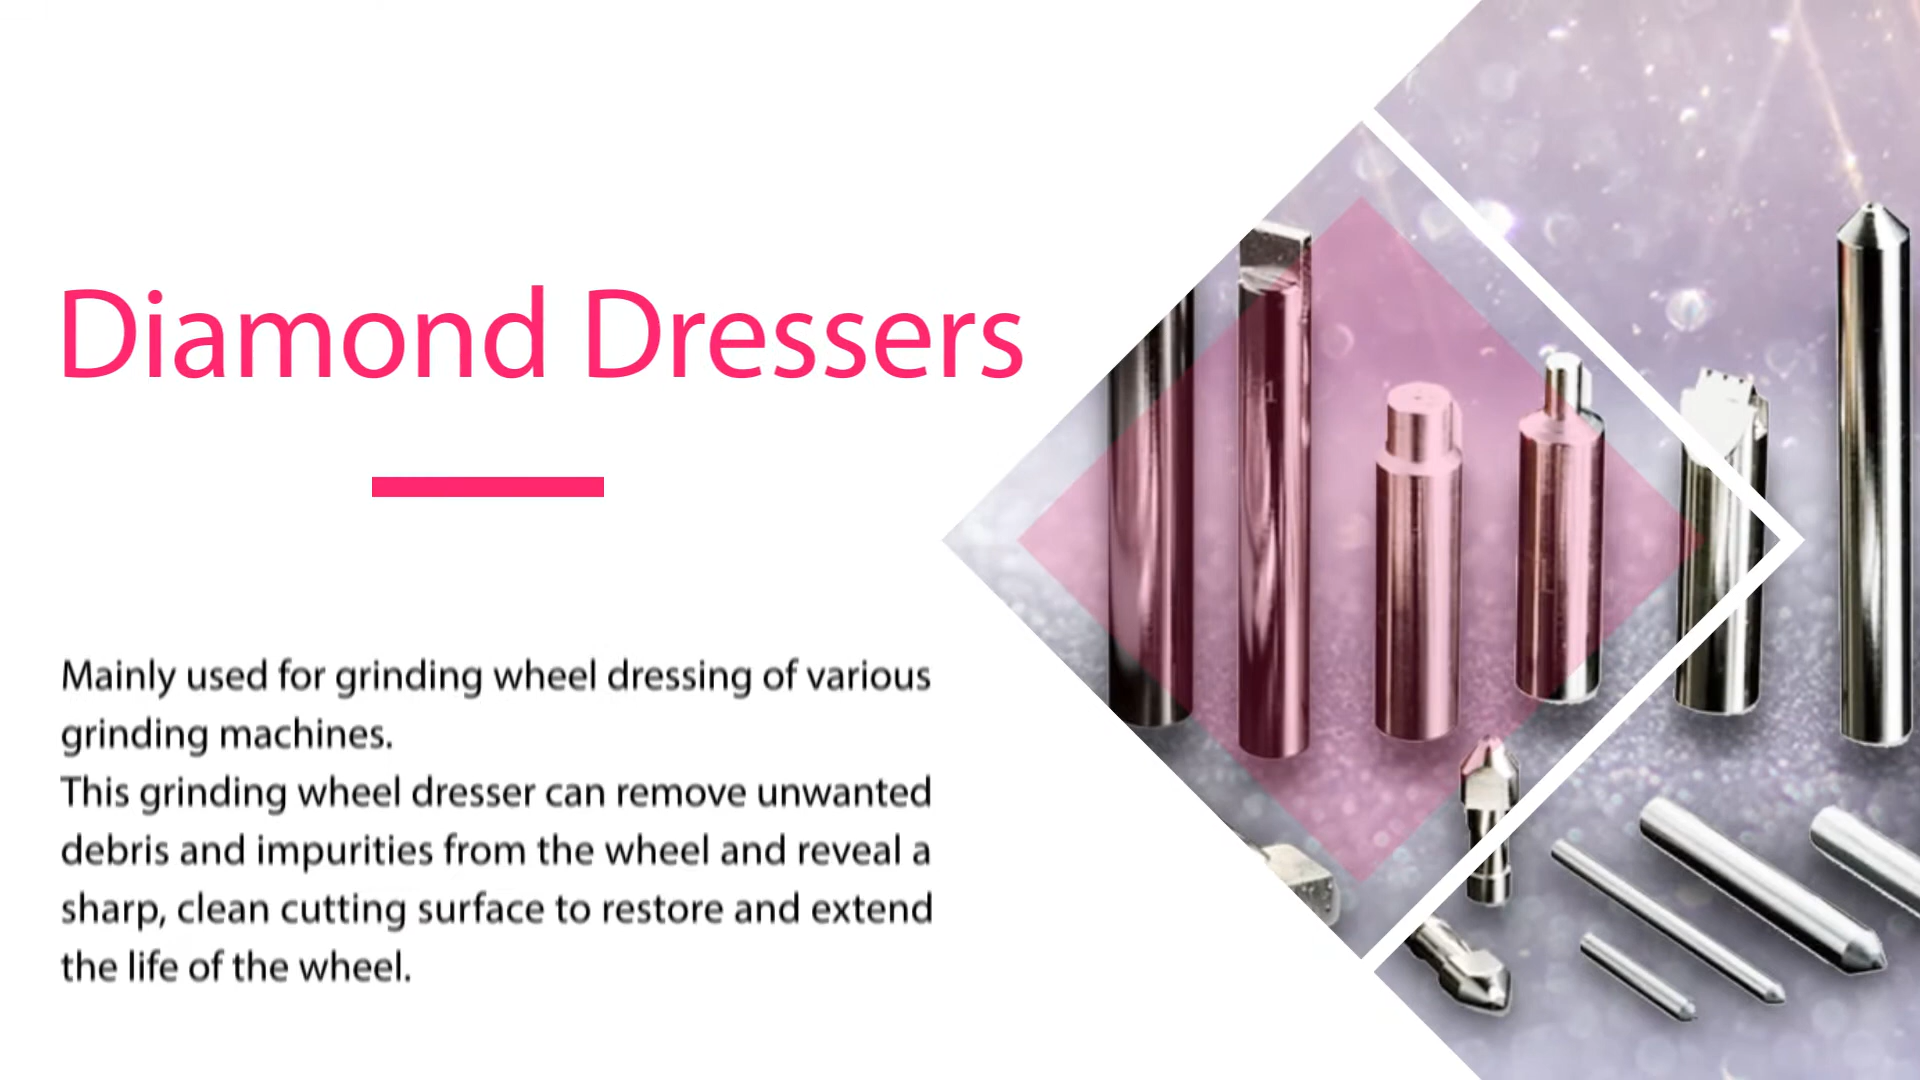 Diamond Dressers
Mainly used for grinding wheel dressing of various
grinding machines.
This grinding wheel dresser can remove unwanted
debris and impurities from the wheel and reveal a
sharp, clean cutting surface to restore and extend
the life of the wheel.